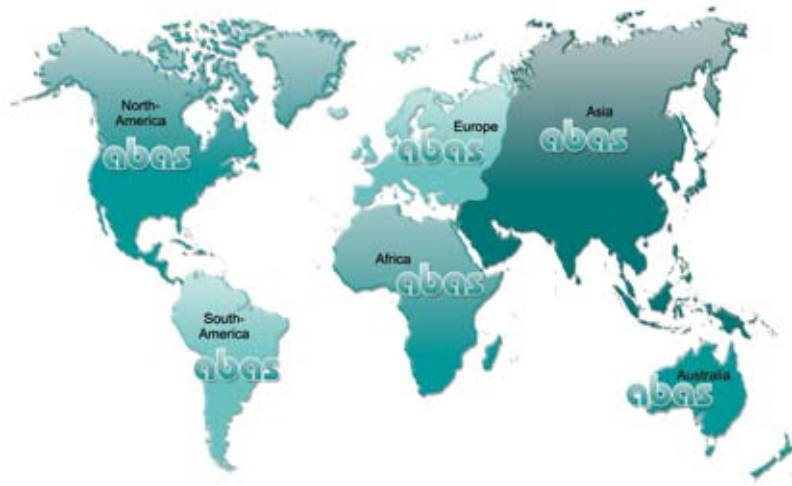 North-
America
abas
Europe
abas
Asia
abas
Africa
abas
South-
America
abas
Australia
abas